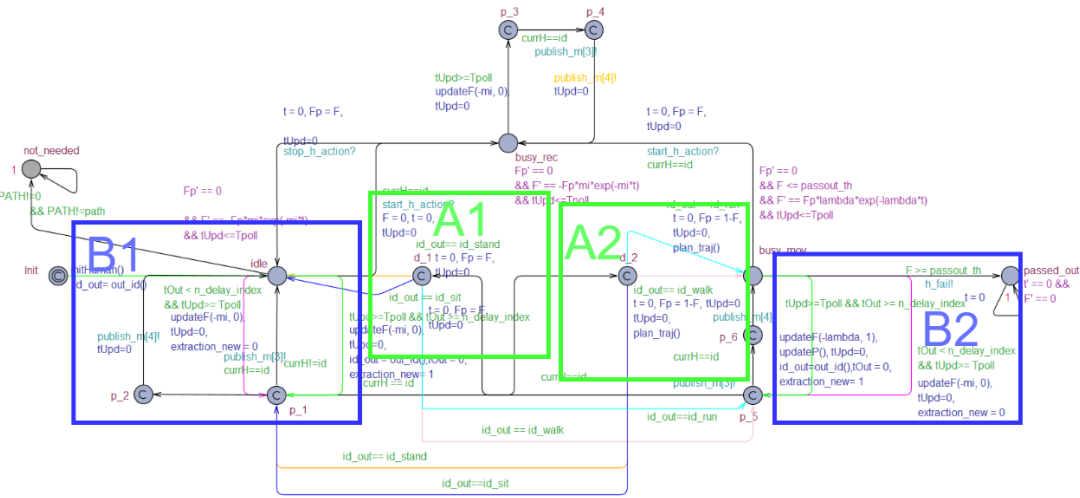 p_3
p_4
currH==id
publish_m[3]!
tUpd>=Tpoll
updateF(-mi, 0),
tUpd=0
publish_m[4]!
tUpd=0
t = 0, Fp = F,
tUpd=0
stop_h_action?
t = 0, Fp = F,
tUpd=0
start_h_action?
currH==id
not_needed
1
PATH!=0
&& PATH!=path
busy_rec
Fp' == 0
&& F' == -Fp*mi*exp(-mi*t)
&& tUpd<=Tpoll
Fp' == 0
&& F' == -Fp*mi*exp(-mi*t)
&& tUpd<=Tpoll
Fp' == 0
&& F <= passout_th
&& F' == Fp*lambda*exp(-lambda*t)
&& tUpd<=Tpoll
currH==id
start_h_action?
F = 0, t = 0,
tUpd=0
A1
id_out== id_stand
d_1
t = 0, Fp = F,
tUpd=0
id_out == id_sit
t = 0, Fp = F,
tUpd=0
A2
id_out==id_run
t = 0, Fp = 1-F,
tUpd=0,
plan_traj()
d_2
id_out== id_walk
t = 0, Fp = 1-F, tUpd=0
tUpd=0,
plan_traj()
B1
Init
initHuman()
id_out= out_id()
idle
tOut < n_delay_index
&& tUpd>= Tpoll
updateF(-mi, 0),
tUpd=0,
extraction_new = 0
publish_m[4]!
tUpd=0
publish_m[3]!
currH==id
currH!=id
tUpd>=Tpoll && tOut >= n_delay_index
updateF(-mi, 0),
tUpd=0,
id_out = out_id(),tOut = 0,
extraction_new= 1
currH == id
currH==id
p_2
p_1
busy_mov
publish_m[4]!
p_6
currH==id
publish_m[3]!
p_5
B2
F >= passout_th
h_fail!
t = 0
passed_out
t' == 0 &&
F' == 0
1
tUpd>=Tpoll && tOut >= n_delay_index
updateF(-lambda, 1),
updateP(), tUpd=0,
id_out=out_id(),tOut = 0,
extraction_new= 1
tOut < n_delay_index
&& tUpd>= Tpoll
updateF(-mi, 0),
tUpd=0,
extraction_new = 0
id_out==id_run
id_out == id_walk
id_out== id_stand
id_out==id_sit